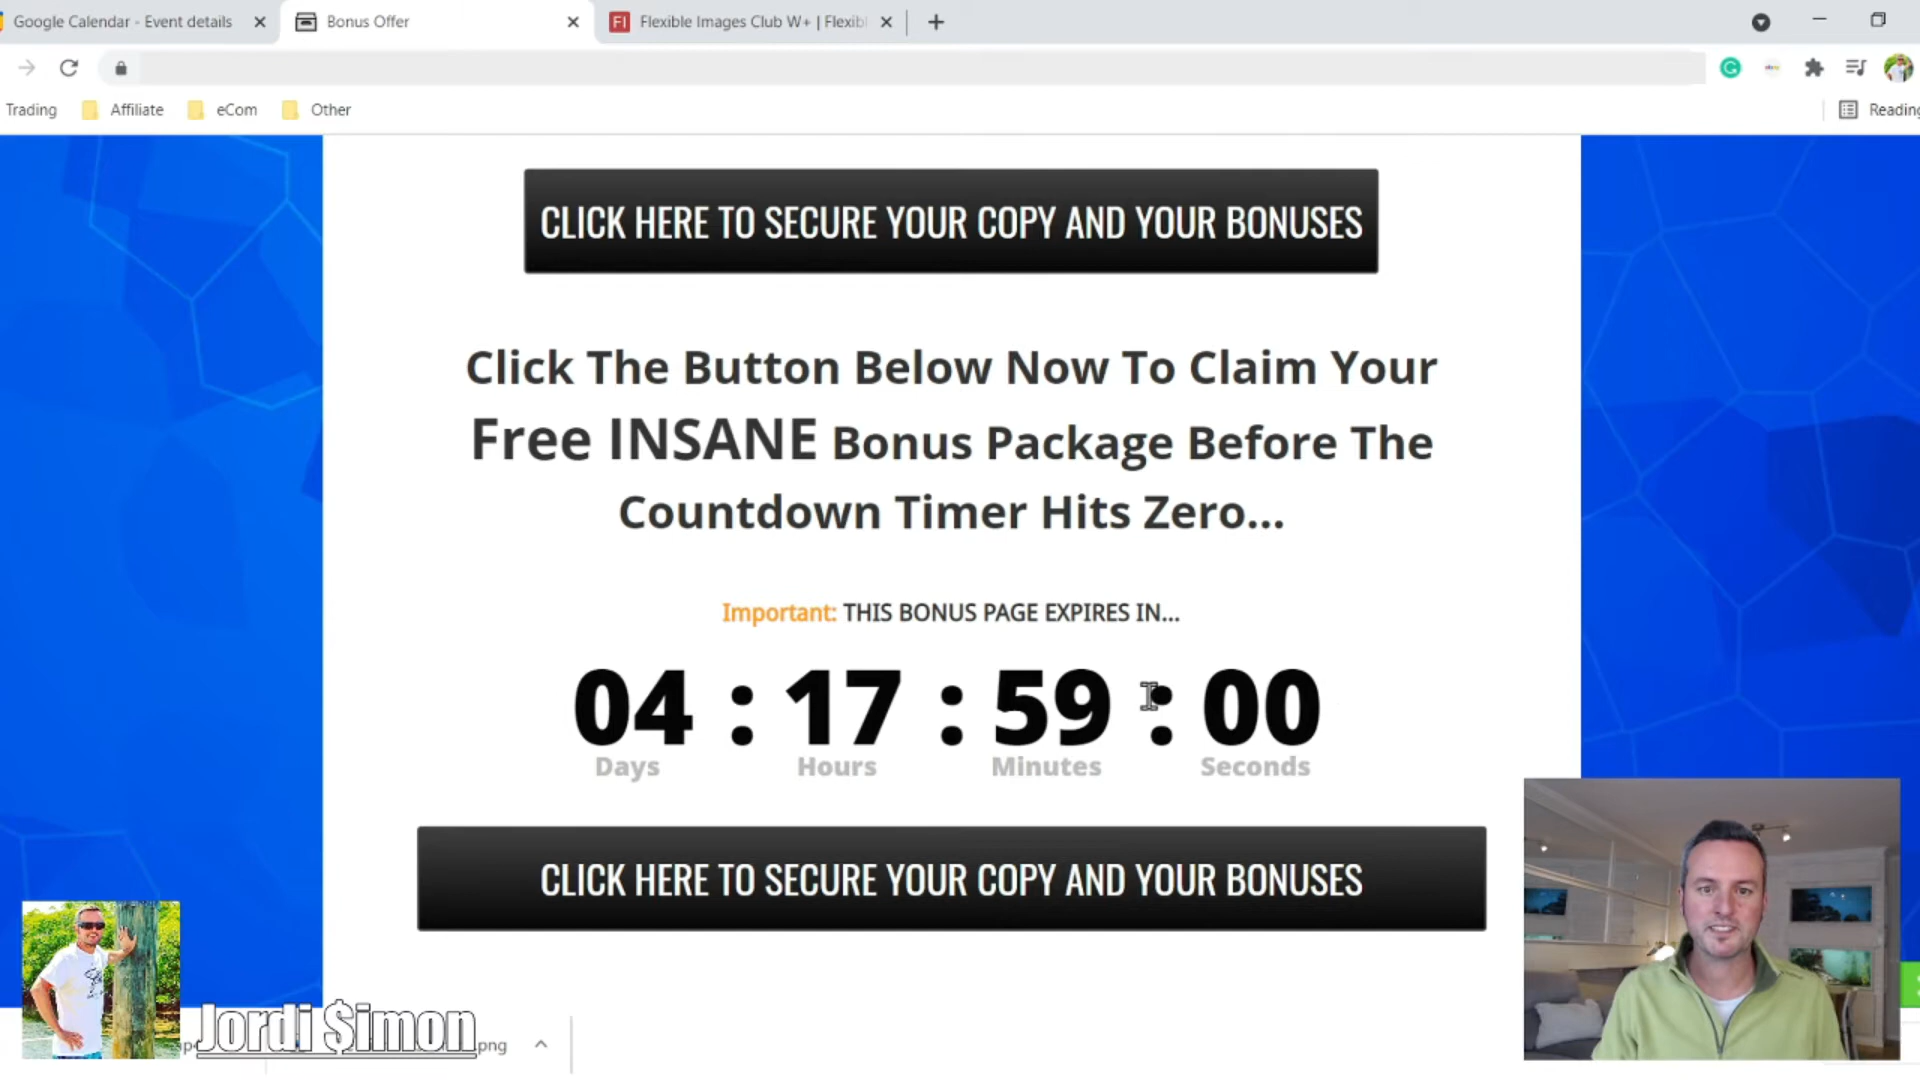 Google Calendar - Event details
Bonus Offer
Flexible Images Club W+ | Flexib
Trading
Affiliate
eCom
Other
Reading
CLICK HERE TO SECURE YOUR COPY AND YOUR BONUSES
Click The Button Below Now To Claim Your
Free INSANE Bonus Package Before The
Countdown Timer Hits Zero...
Important: THIS BONUS PAGE EXPIRES IN...
04 : 17 : 59 : 00
Days Hours Minutes Seconds
CLICK HERE TO SECURE YOUR COPY AND YOUR BONUSES
Jordi $imon
.png